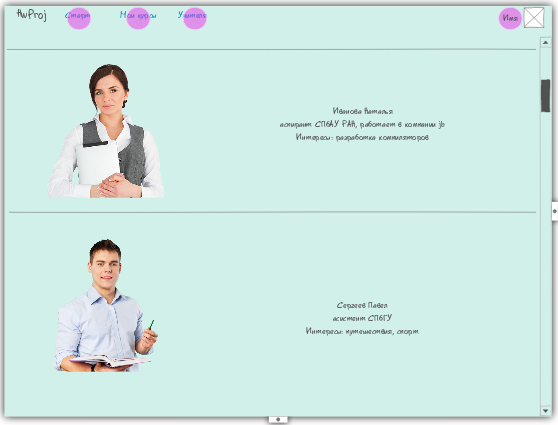 HwProj Старт Мои курсы Учителя Имя
Иванова Наталья
аспирант СПбАУ РАН, работает в компании jb
Интересы: разработка компиляторов
Сергеев Павел
асистент СПбГУ
Интересы: путешествия, спорт